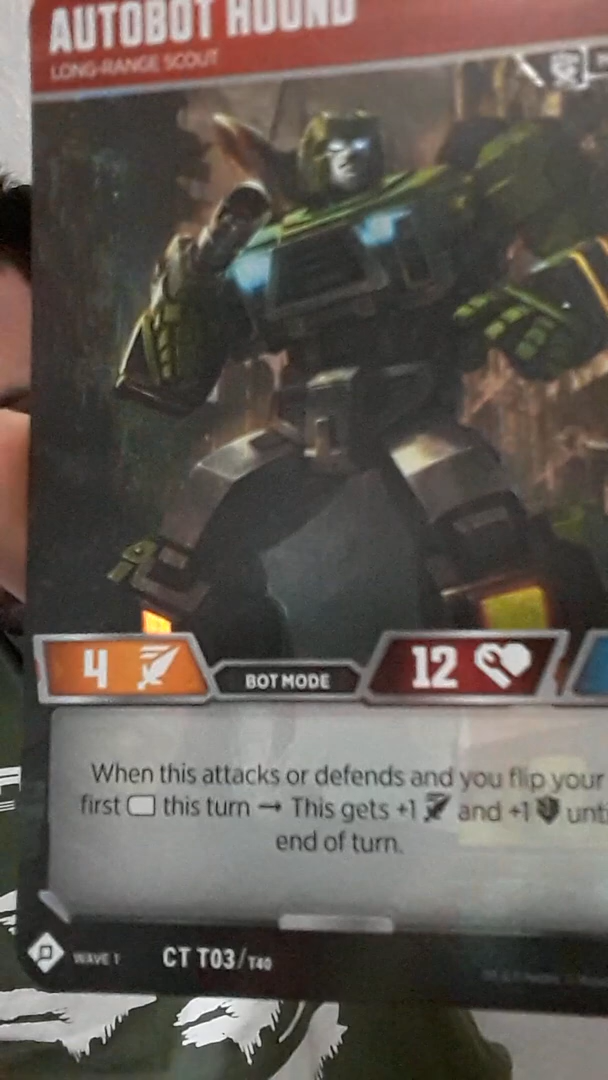 AUTOBOT HOUND
LONG-RANGE SCOUT
4
BOT MODE
12
When this attacks or defends and you flip your
first this turn → This gets +1 and +1
end of turn.
WAVE 1
CT T03/T40